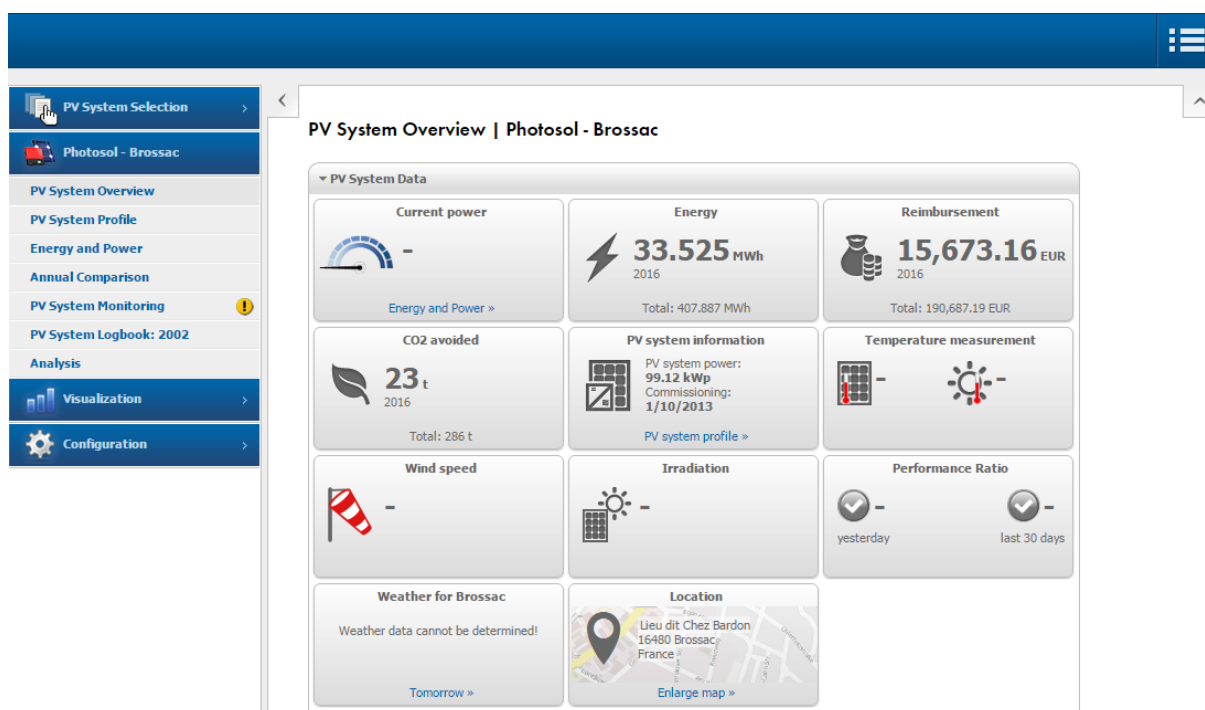 PV System Selection
Photosol - Brossac
PV System Overview
PV System Profile
Energy and Power
Annual Comparison
PV System Monitoring
PV System Logbook: 2002
Analysis
Visualization
Configuration
PV System Overview | Photosol - Brossac
PV System Data
Current power
-
Energy and Power »
Energy
33.525 MWh
2016
Total: 407.887 MWh
Reimbursement
15,673.16 EUR
2016
Total: 190,687.19 EUR
CO2 avoided
23 t
2016
Total: 286 t
PV system information
PV system power:
99.12 kWp
Commissioning:
1/10/2013
PV system profile »
Temperature measurement
- -
Wind speed
-
Irradiation
-
Performance Ratio
- -
yesterday last 30 days
Weather for Brossac
Weather data cannot be determined!
Tomorrow »
Location
Lieu dit Chez Bardon
16480 Brossac
France
Enlarge map »